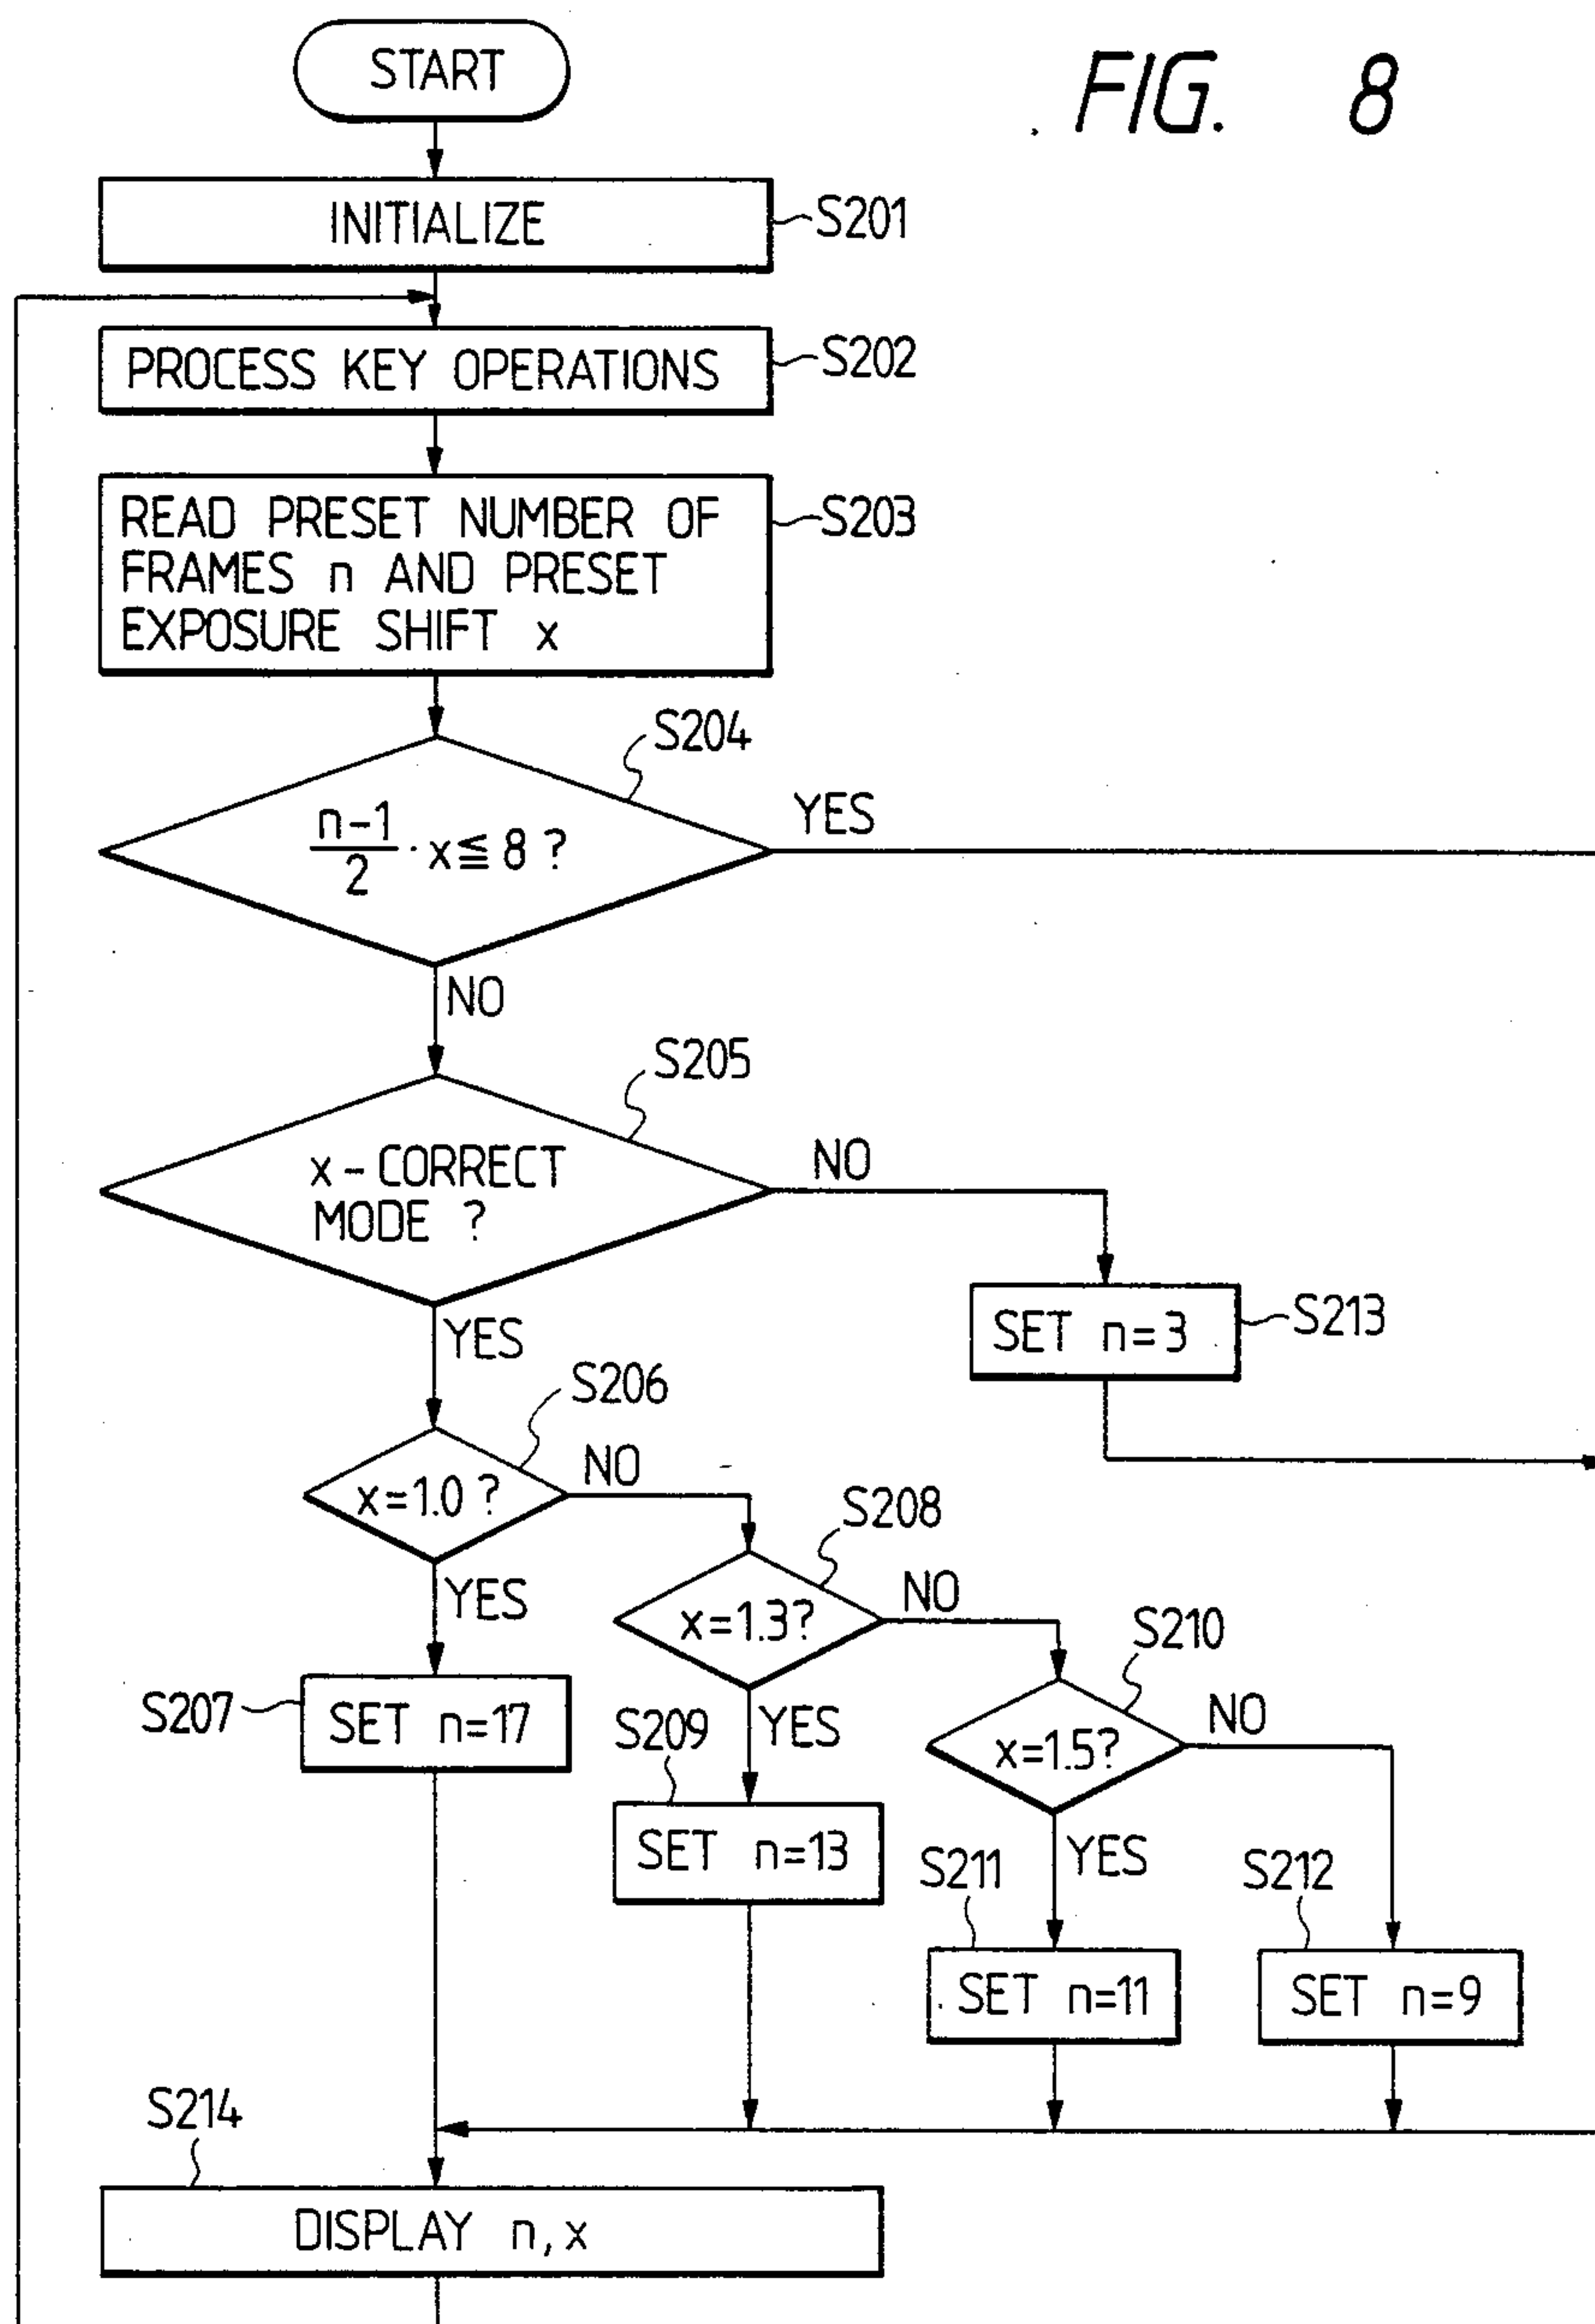 FIG. 8
START
INITIALIZE
S201
PROCESS KEY OPERATIONS
S202
READ PRESET NUMBER OF
FRAMES n AND PRESET
EXPOSURE SHIFT x
S203
S204
n-1
2
· x ≦ 8 ?
YES
NO
S205
x-CORRECT
MODE ?
NO
YES
SET n=3
S213
S206
x=1.0 ?
NO
YES
S208
x=1.3?
NO
YES
S210
x=1.5?
NO
YES
S207
SET n=17
S209
SET n=13
S211
SET n=11
S212
SET n=9
S214
DISPLAY n, x